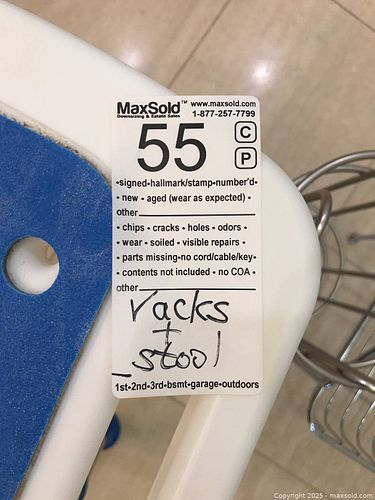 MaxSold™ www.maxsold.com
Downsizing & Estate Sales 1-877-257-7799
55 C
P
•signed•hallmark/stamp•number'd•
• new • aged (wear as expected) •
other
• chips • cracks • holes • odors •
• wear • soiled • visible repairs •
• parts missing•no cord/cable/key•
• contents not included • no COA •
other
racks
+
stool
1st•2nd•3rd•bsmt•garage•outdoors
Copyright © 2025 - maxsold.com